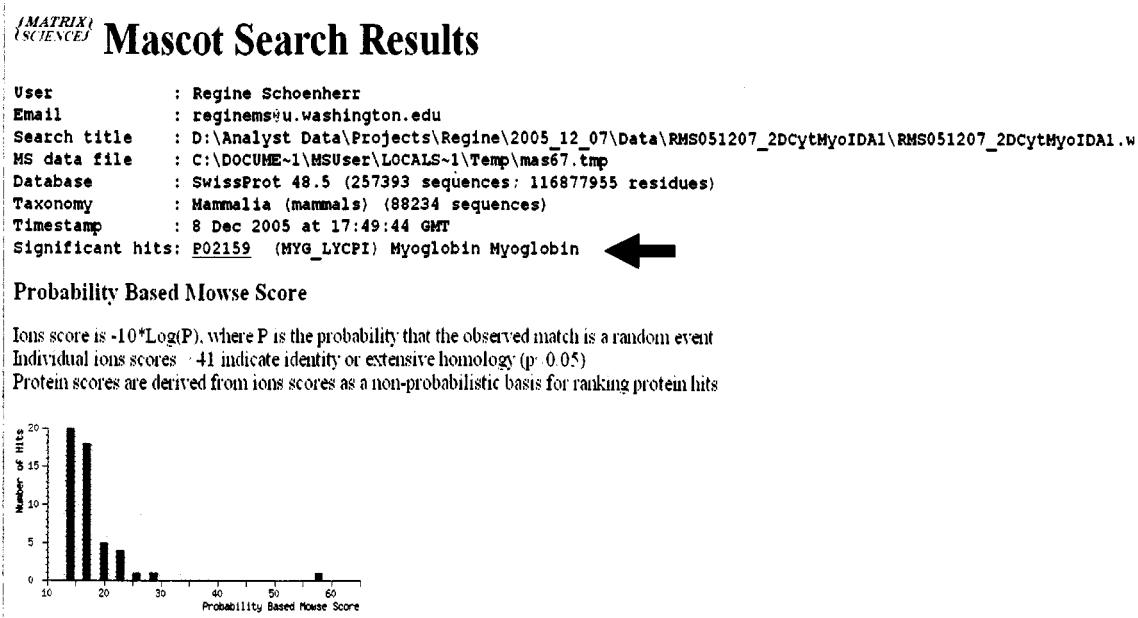 {MATRIX
SCIENCE} Mascot Search Results
User : Regine Schoenherr
Email : reginems@u.washington.edu
Search title : D:\Analyst Data\Projects\Regine\2005_12_07\Data\RMS051207_2DCytMyoIDA1\RMS051207_2DCytMyoIDA1.w
MS data file : C:\DOCUME~1\MSUser\LOCALS~1\Temp\mas67.tmp
Database : SwissProt 48.5 (257393 sequences; 116877955 residues)
Taxonomy : Mammalia (mammals) (88234 sequences)
Timestamp : 8 Dec 2005 at 17:49:44 GMT
Significant hits: P02159 (MYG_LYCPI) Myoglobin Myoglobin
Probability Based Mowse Score
Ions score is -10*Log(P), where P is the probability that the observed match is a random event
Individual ions scores 41 indicate identity or extensive homology (p 0.05)
Protein scores are derived from ions scores as a non-probabilistic basis for ranking protein hits
Number of Hits
20
15
10
5
0
10 20 30 40 50 60
Probability Based Mowse Score